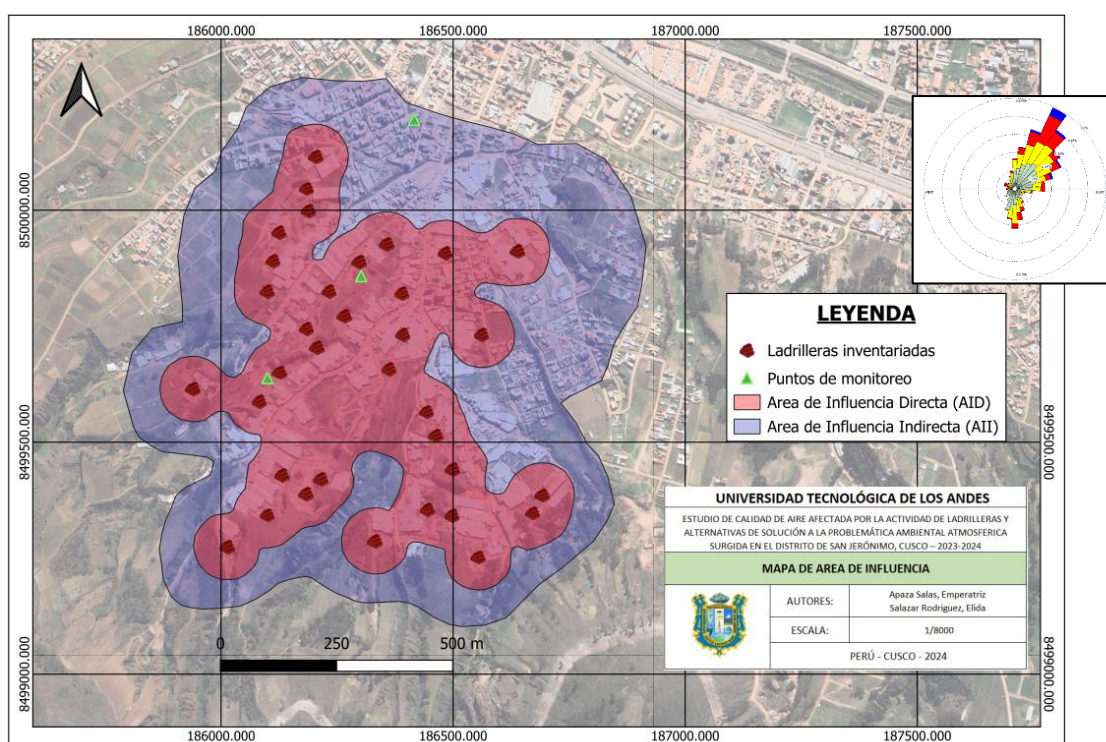 186000.000 186500.000 187000.000 187500.000
8500000.000
8499500.000
8499000.000
LEYENDA
Ladrilleras inventariadas
Puntos de monitoreo
Area de Influencia Directa (AID)
Area de Influencia Indirecta (AII)
8499500.000
8499000.000
UNIVERSIDAD TECNOLÓGICA DE LOS ANDES
ESTUDIO DE CALIDAD DE AIRE AFECTADA POR LA ACTIVIDAD DE LADRILLERAS Y
ALTERNATIVAS DE SOLUCIÓN A LA PROBLEMÁTICA AMBIENTAL ATMOSFERICA
SURGIDA EN EL DISTRITO DE SAN JERÓNIMO, CUSCO – 2023-2024
MAPA DE AREA DE INFLUENCIA
AUTORES:
Apaza Salas, Emperatriz
Salazar Rodriguez, Elida
ESCALA:
1/8000
PERÚ - CUSCO - 2024
0 250 500 m
186000.000 186500.000 187000.000 187500.000